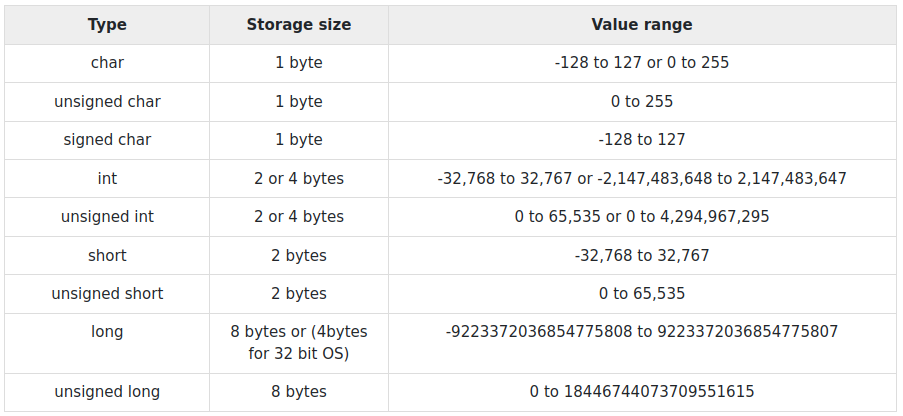 Type Storage size Value range
char 1 byte -128 to 127 or 0 to 255
unsigned char 1 byte 0 to 255
signed char 1 byte -128 to 127
int 2 or 4 bytes -32,768 to 32,767 or -2,147,483,648 to 2,147,483,647
unsigned int 2 or 4 bytes 0 to 65,535 or 0 to 4,294,967,295
short 2 bytes -32,768 to 32,767
unsigned short 2 bytes 0 to 65,535
long 8 bytes or (4bytes -9223372036854775808 to 9223372036854775807
for 32 bit OS)
unsigned long 8 bytes 0 to 18446744073709551615